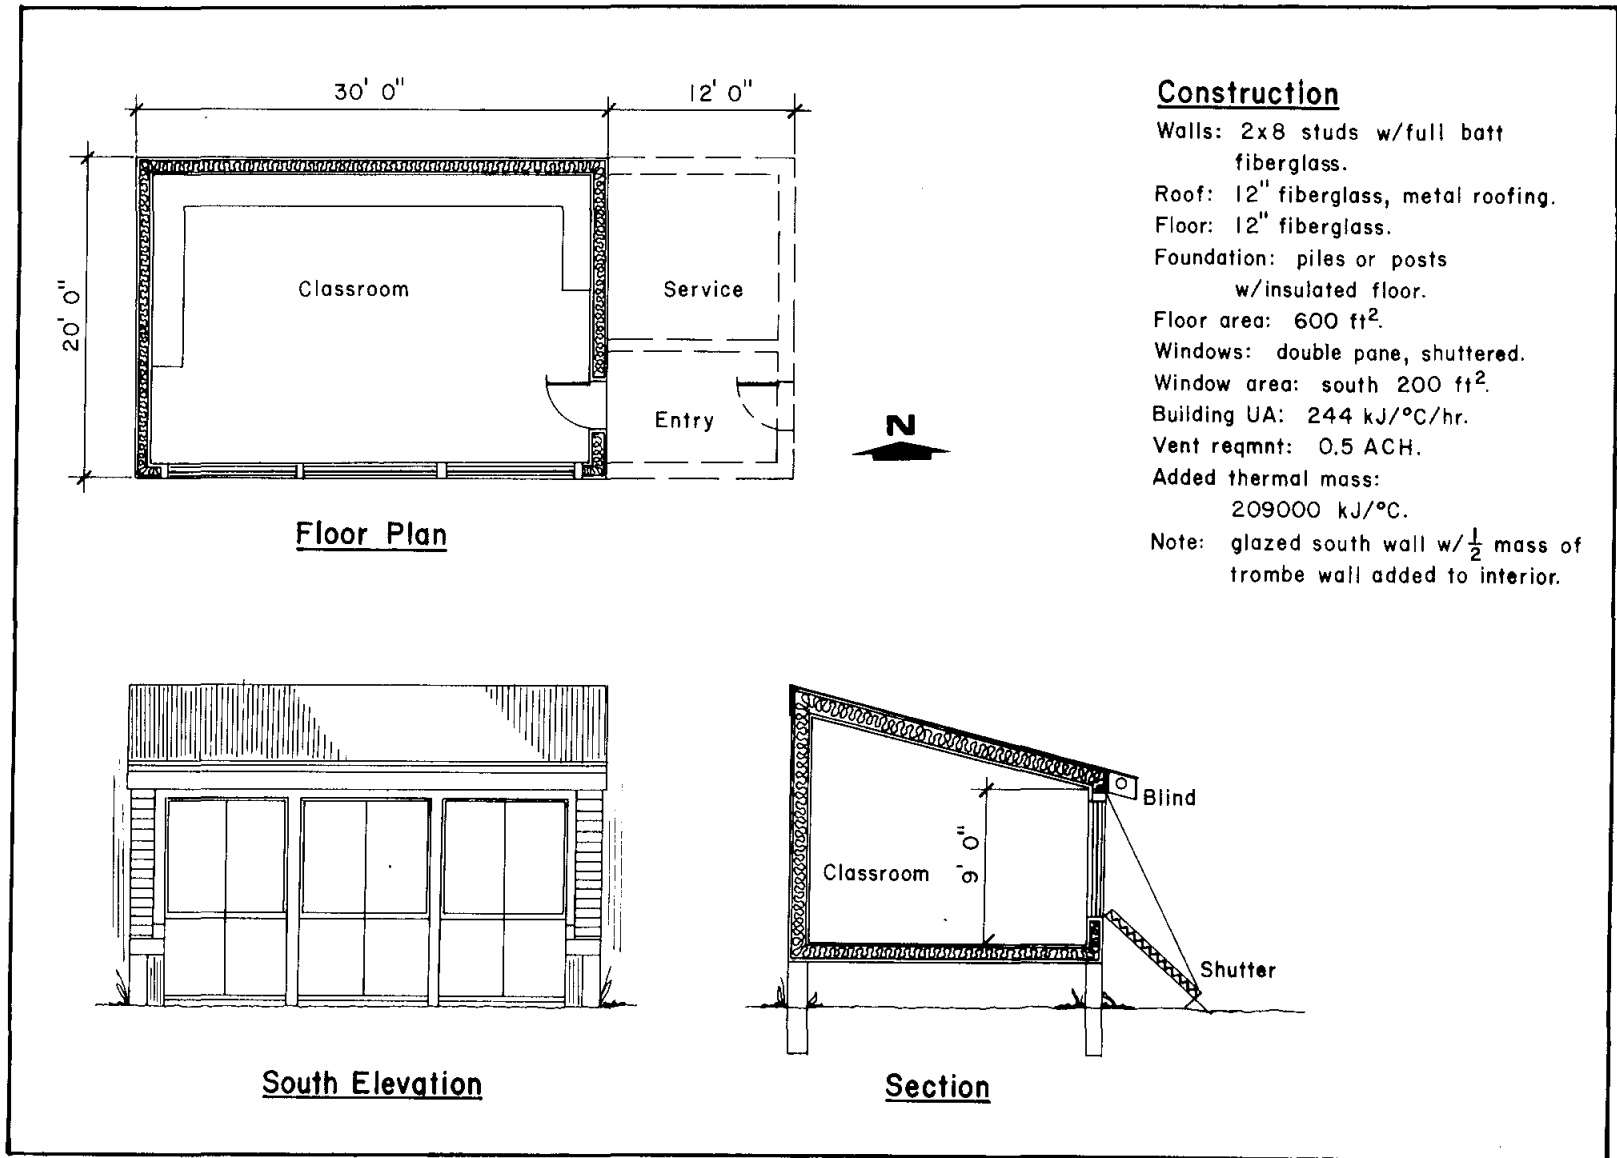 30' 0"
12' 0"
20' 0"
Classroom
Service
Entry
N
Floor Plan
Construction
Walls: 2x8 studs w/full batt
fiberglass.
Roof: 12" fiberglass, metal roofing.
Floor: 12" fiberglass.
Foundation: piles or posts
w/insulated floor.
Floor area: 600 ft².
Windows: double pane, shuttered.
Window area: south 200 ft².
Building UA: 244 kJ/°C/hr.
Vent reqmnt: 0.5 ACH.
Added thermal mass:
209000 kJ/°C.
Note: glazed south wall w/½ mass of
trombe wall added to interior.
South Elevation
Blind
9' 0"
Classroom
Shutter
Section